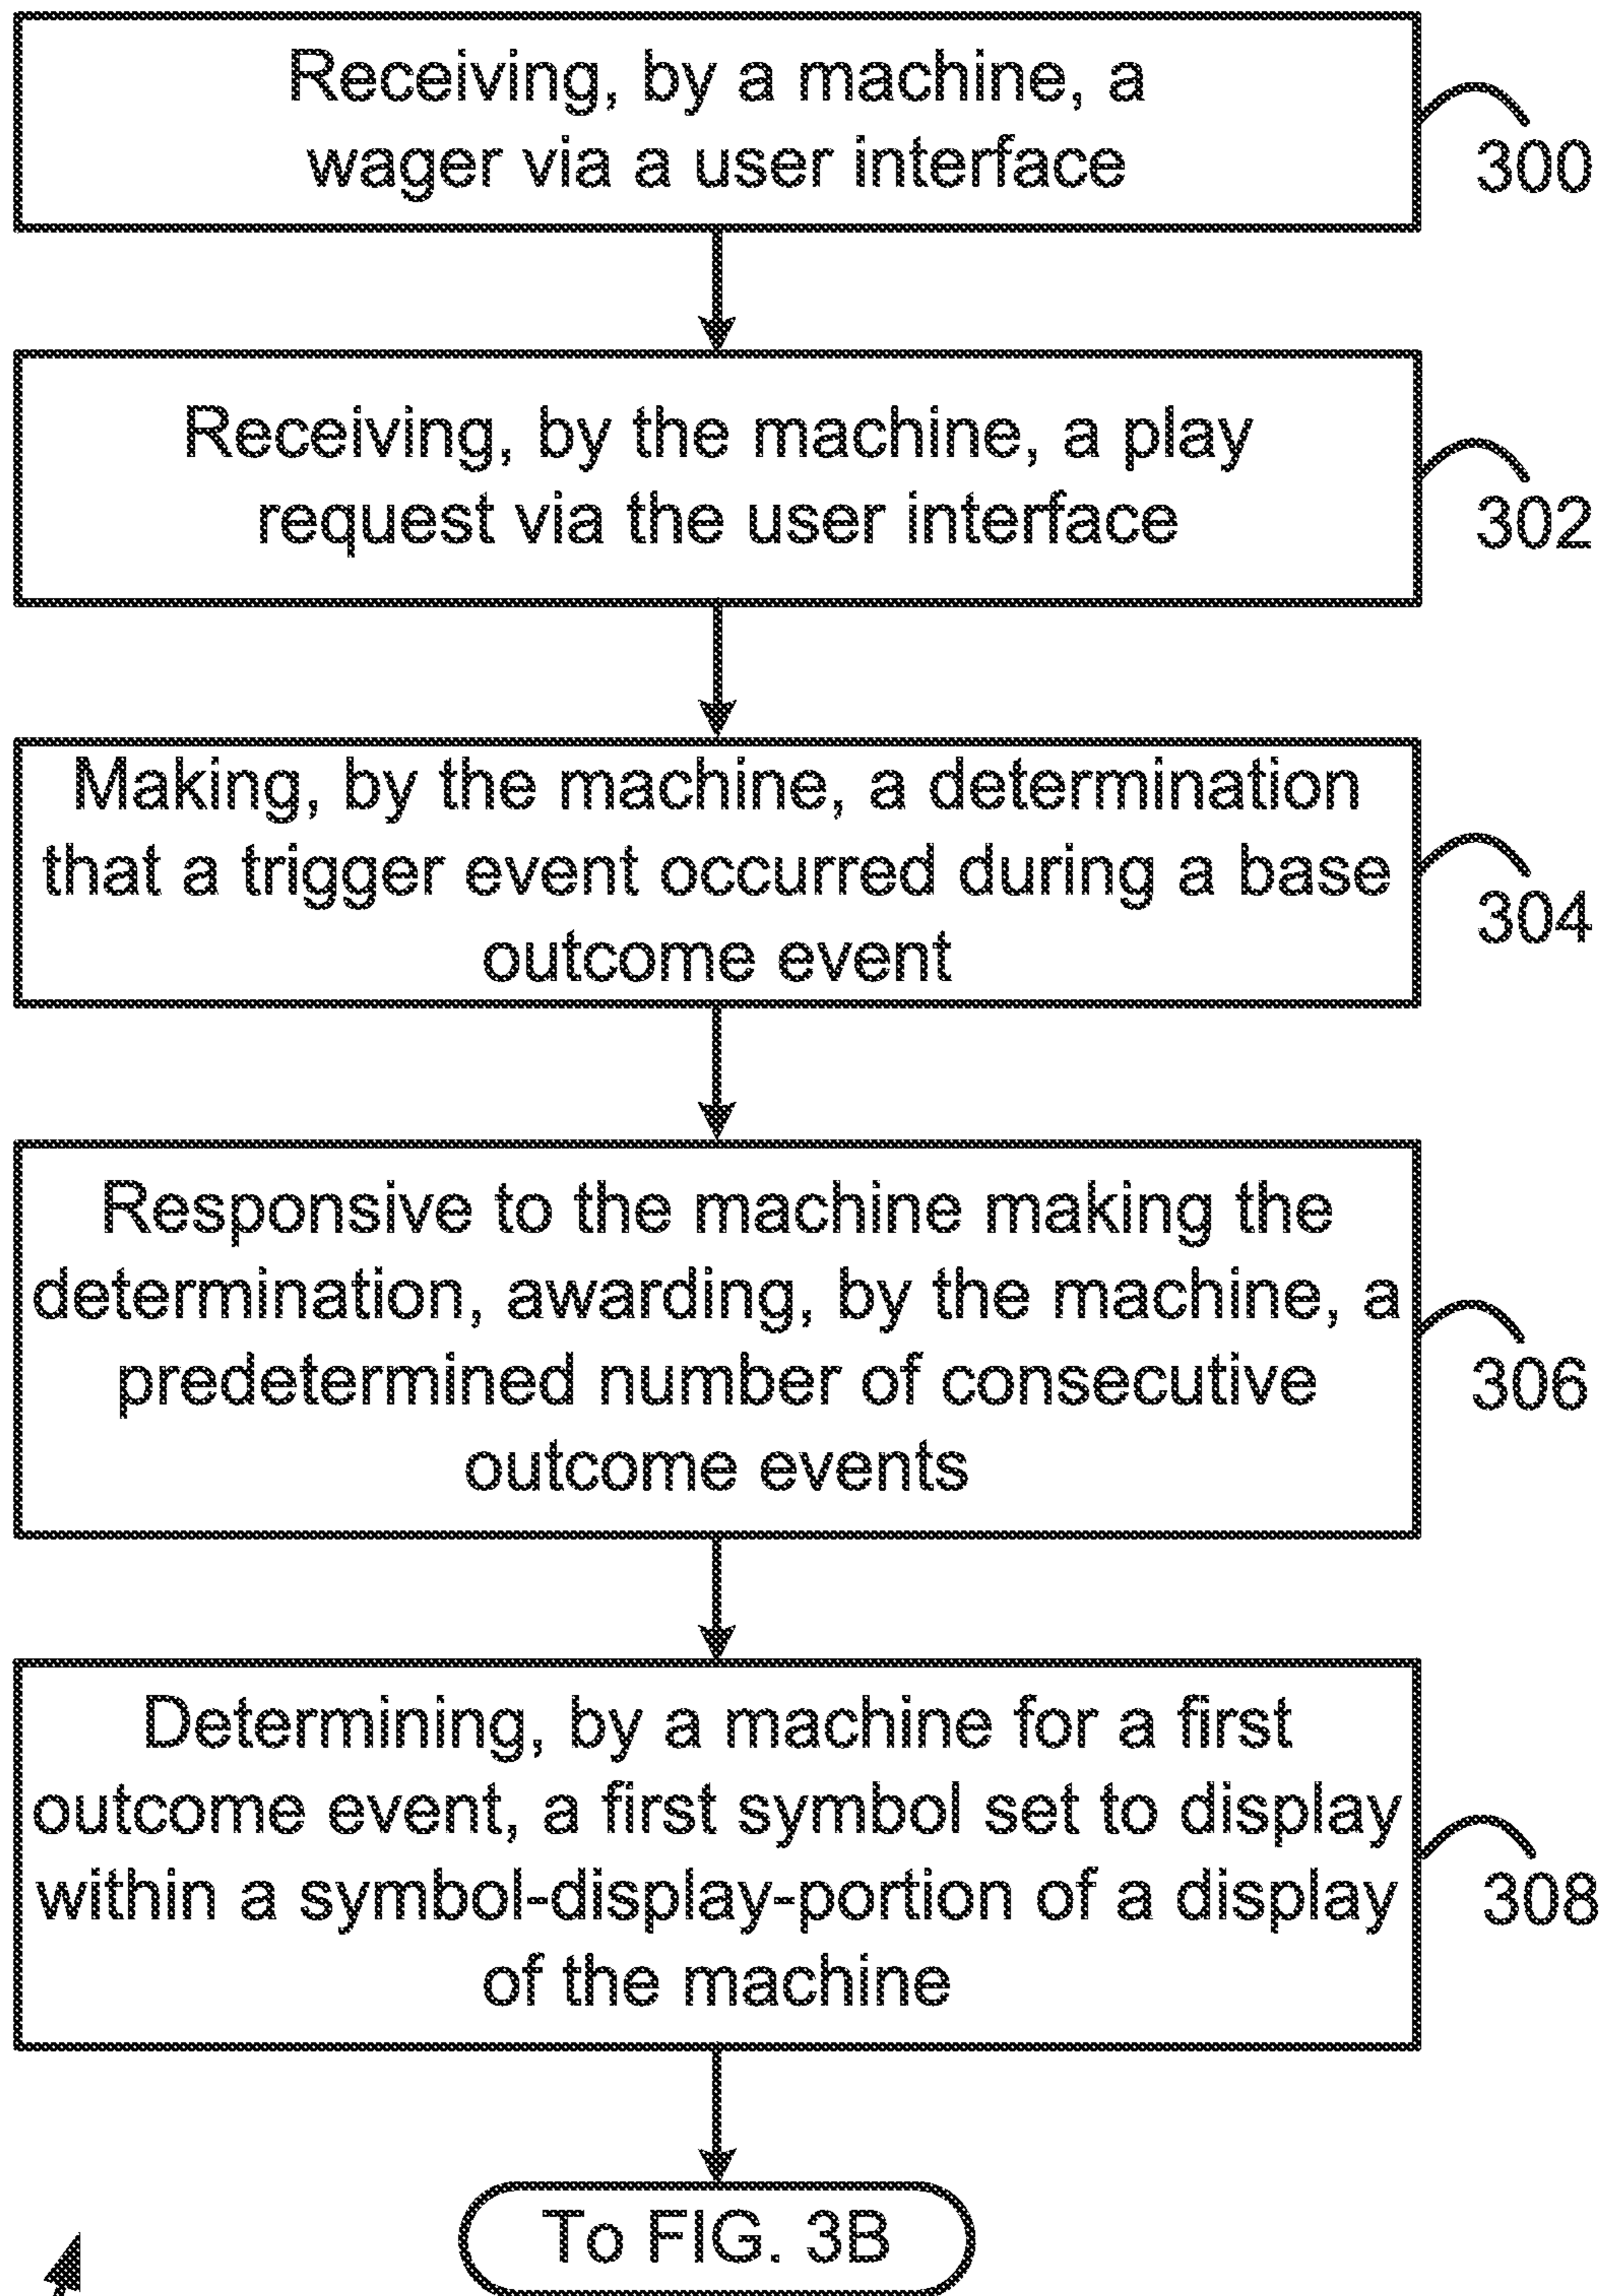 Receiving, by a machine, a
wager via a user interface
300
Receiving, by the machine, a play
request via the user interface
302
Making, by the machine, a determination
that a trigger event occurred during a base
outcome event
304
Responsive to the machine making the
determination, awarding, by the machine, a
predetermined number of consecutive
outcome events
306
Determining, by a machine for a first
outcome event, a first symbol set to display
within a symbol-display-portion of a display
of the machine
308
To FIG. 3B